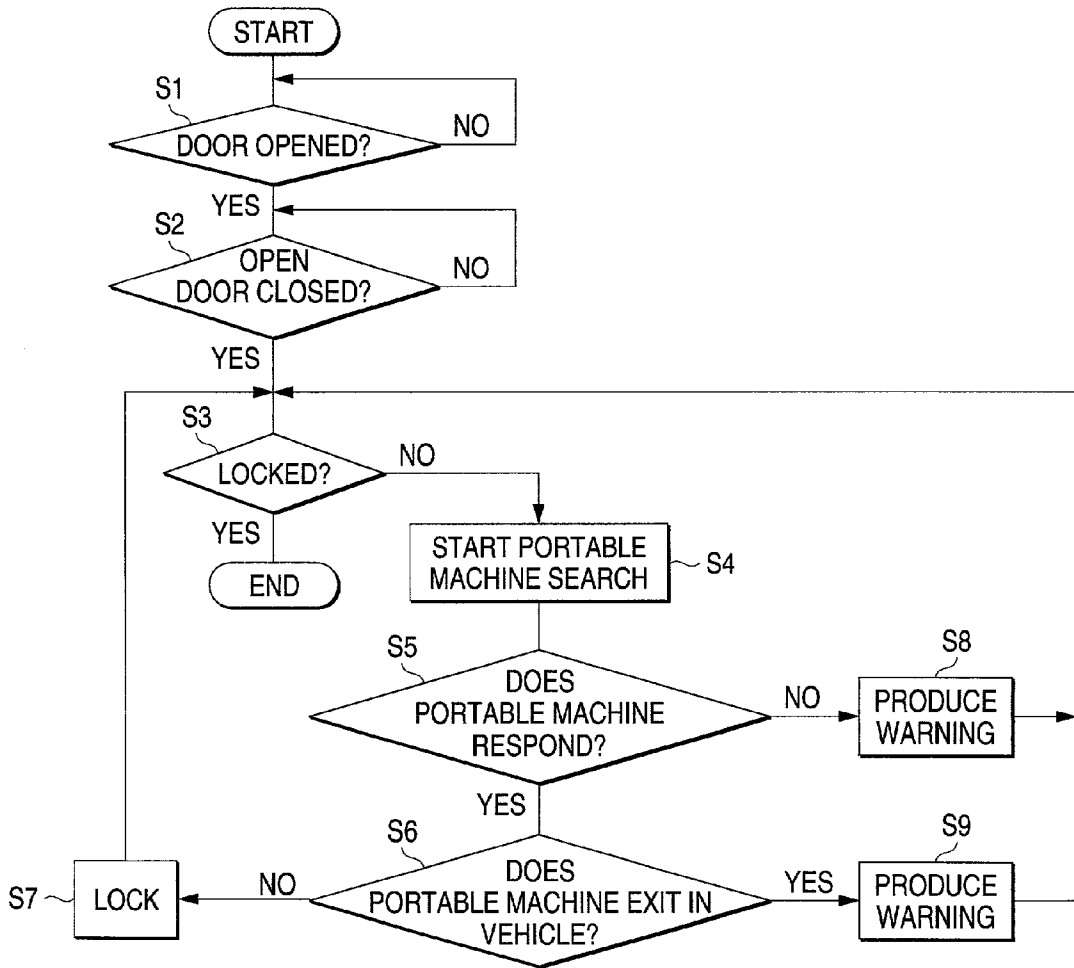 START
S1
DOOR OPENED?
NO
YES
S2
OPEN
DOOR CLOSED?
NO
YES
S3
LOCKED?
NO
YES
END
START PORTABLE
MACHINE SEARCH
S4
S5
DOES
PORTABLE MACHINE
RESPOND?
NO
S8
PRODUCE
WARNING
YES
S6
DOES
PORTABLE MACHINE EXIT IN
VEHICLE?
NO
S7
LOCK
YES
S9
PRODUCE
WARNING